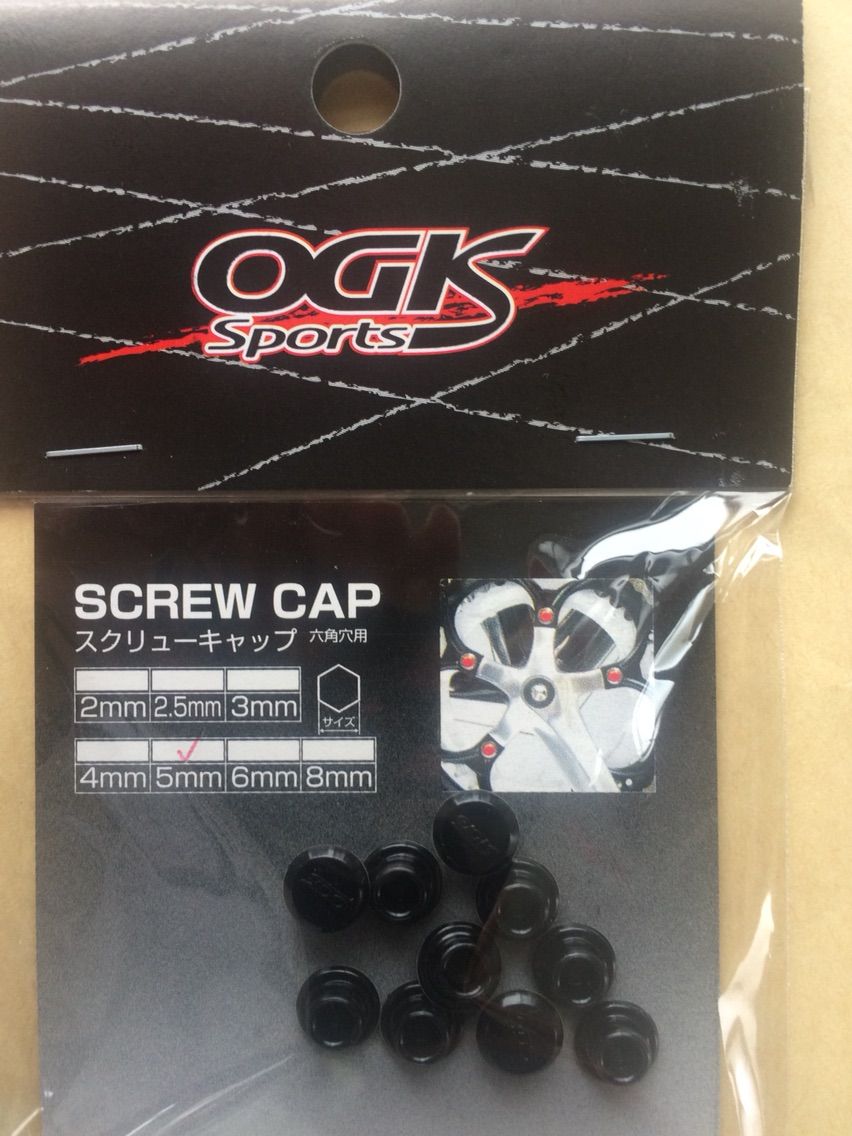 OGK
Sports
SCREW CAP
スクリューキャップ 六角穴用
2mm 2.5mm 3mm
サイズ
4mm 5mm 6mm 8mm